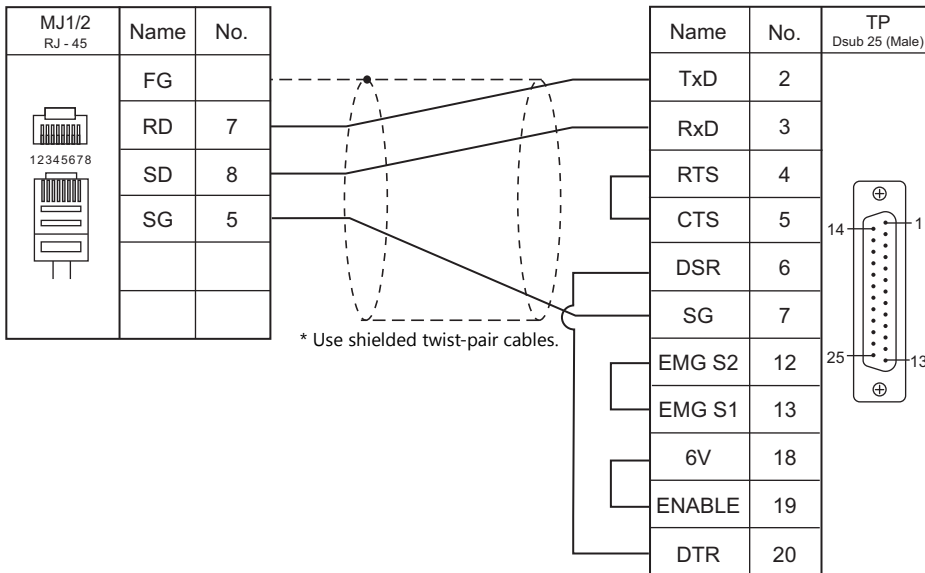 MJ1/2
RJ - 45
Name No.
FG
RD 7
SD 8
SG 5
12345678
* Use shielded twist-pair cables.
Name No.
TP
Dsub 25 (Male)
TxD 2
RxD 3
RTS 4
CTS 5
DSR 6
SG 7
EMG S2 12
EMG S1 13
6V 18
ENABLE 19
DTR 20
14 1
25 13